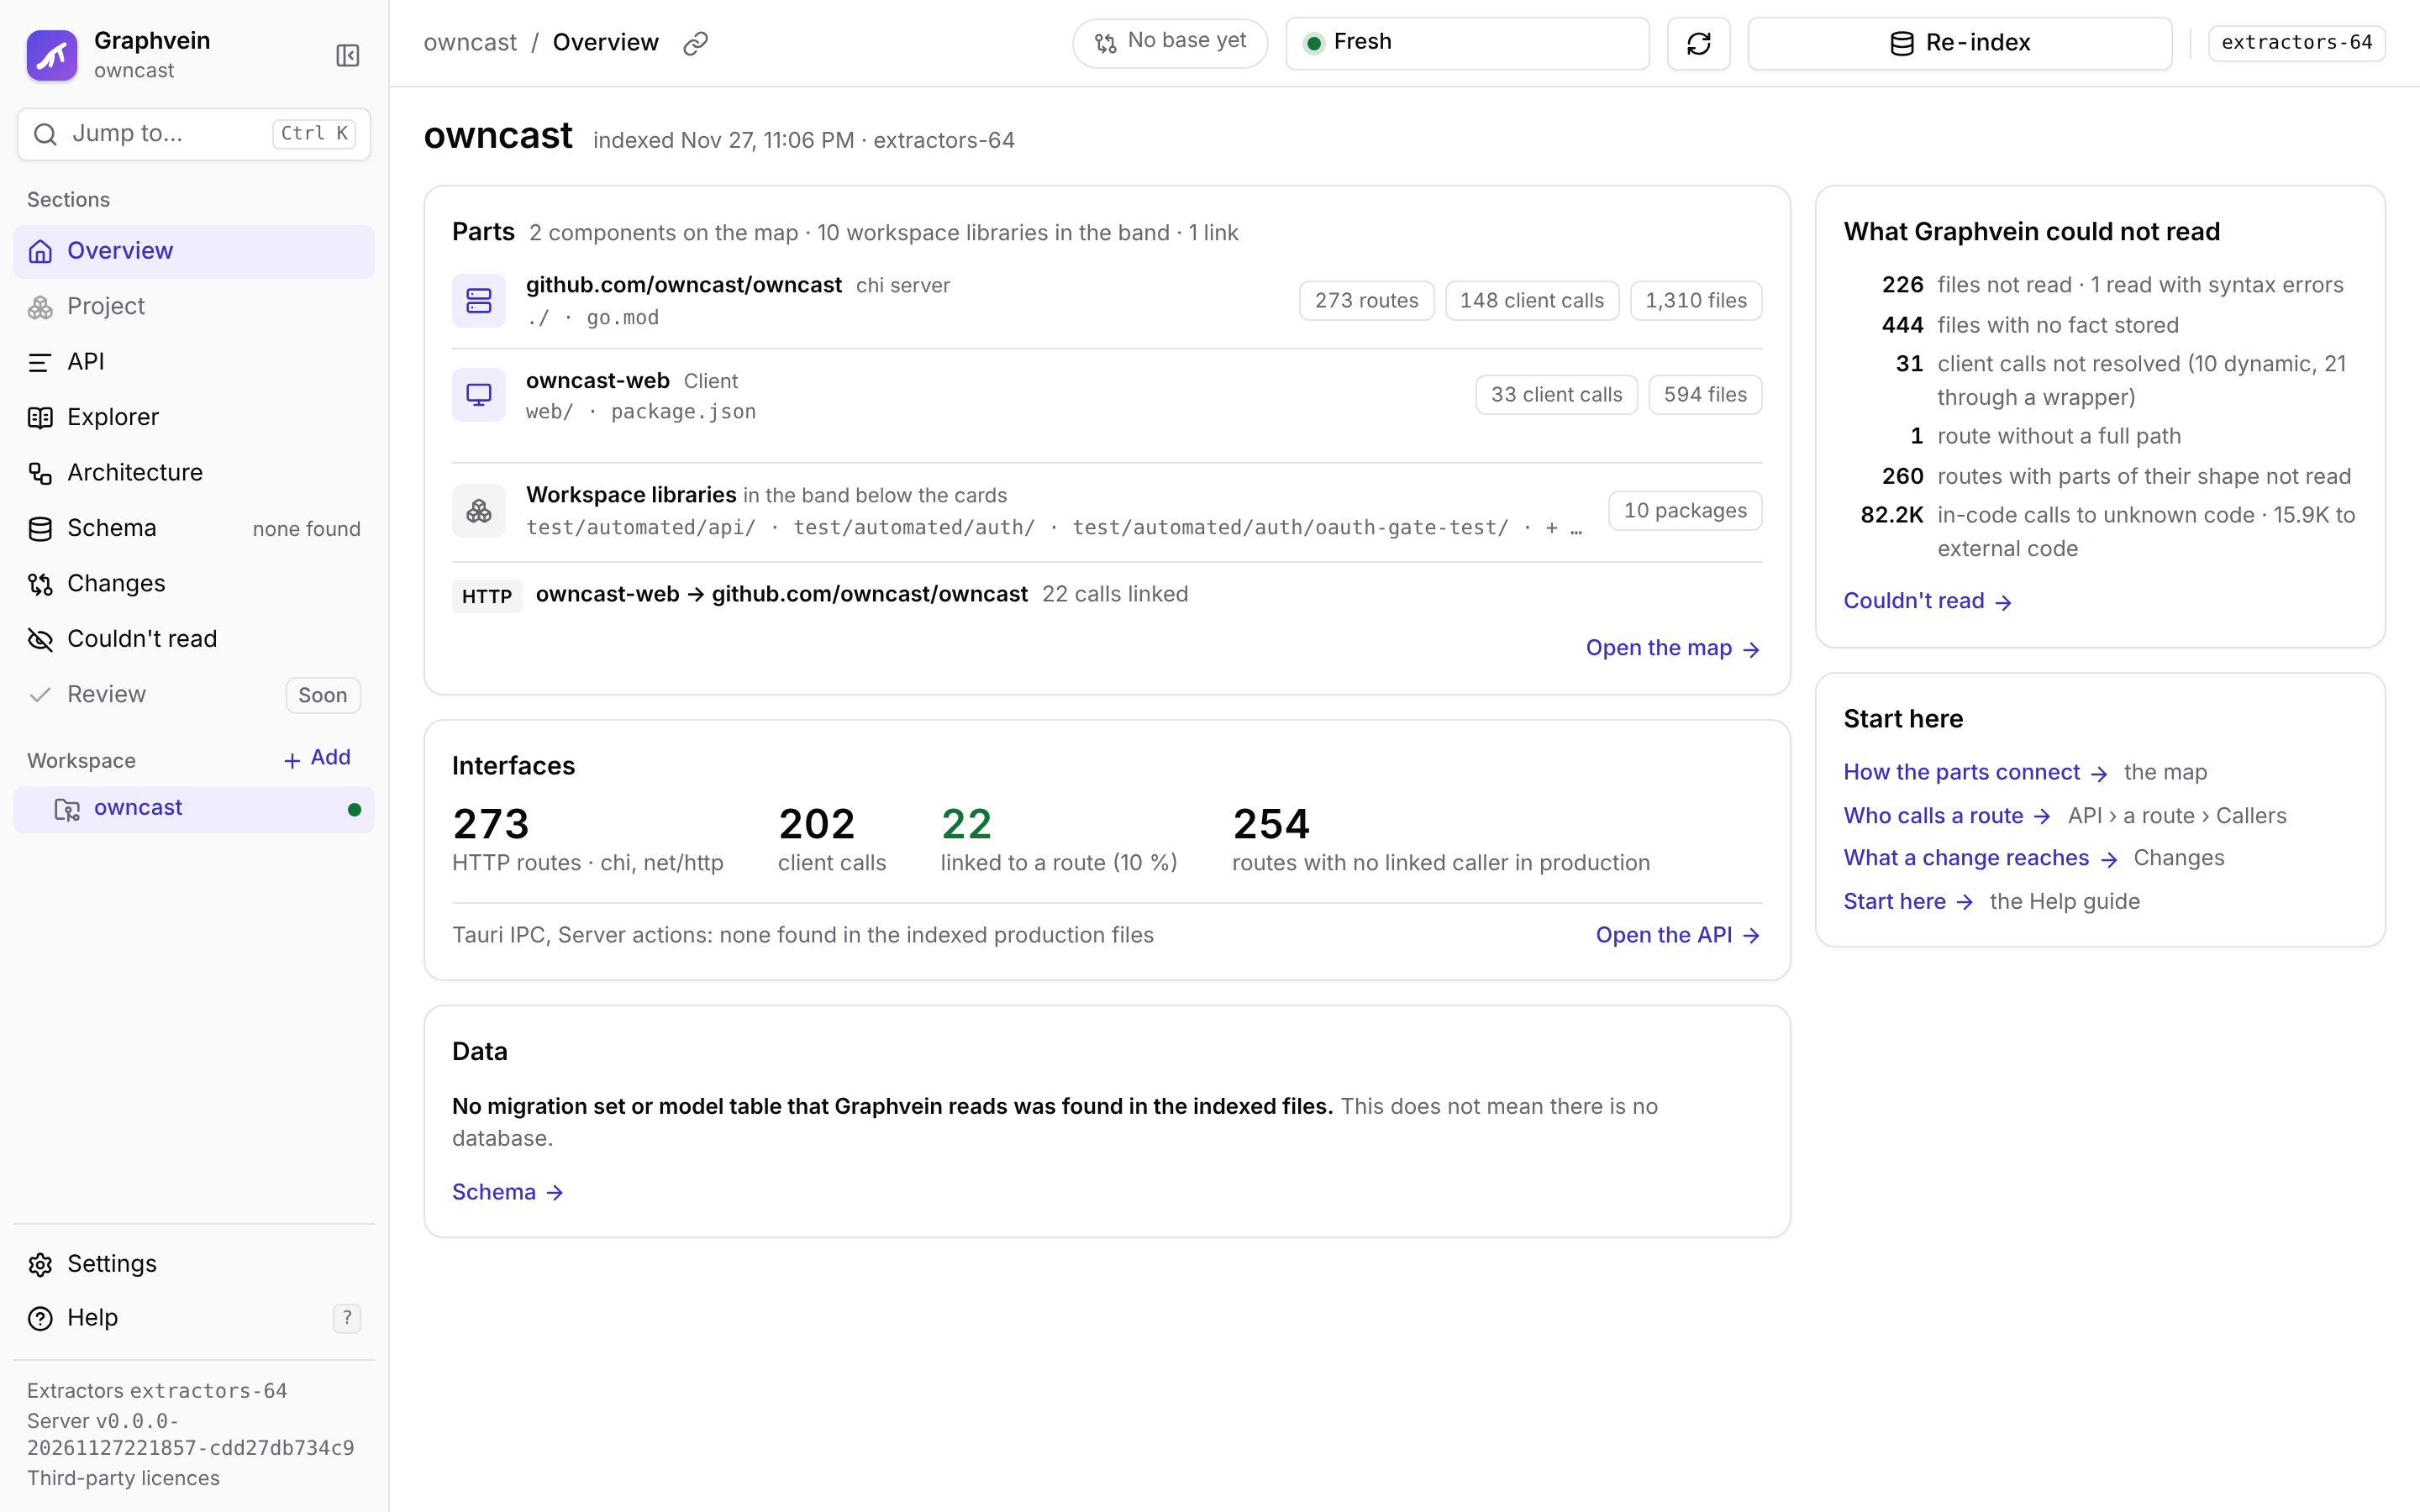 Graphvein
owncast
Jump to...
Ctrl K
Sections
Overview
Project
API
Explorer
Architecture
Schema
none found
Changes
Couldn't read
Review
Soon
Workspace
+ Add
owncast
Settings
Help
?
Extractors extractors-64
Server v0.0.0-
20261127221857-cdd27db734c9
Third-party licences
owncast / Overview
No base yet
Fresh
Re-index
extractors-64
owncast indexed Nov 27, 11:06 PM · extractors-64
Parts 2 components on the map · 10 workspace libraries in the band · 1 link
github.com/owncast/owncast chi server
./ · go.mod
273 routes
148 client calls
1,310 files
owncast-web Client
web/ · package.json
33 client calls
594 files
Workspace libraries in the band below the cards
test/automated/api/ · test/automated/auth/ · test/automated/auth/oauth-gate-test/ · + …
10 packages
HTTP owncast-web → github.com/owncast/owncast 22 calls linked
Open the map →
Interfaces
273
HTTP routes · chi, net/http
202
client calls
22
linked to a route (10 %)
254
routes with no linked caller in production
Tauri IPC, Server actions: none found in the indexed production files
Open the API →
Data
No migration set or model table that Graphvein reads was found in the indexed files. This does not mean there is no
database.
Schema →
What Graphvein could not read
226 files not read · 1 read with syntax errors
444 files with no fact stored
31 client calls not resolved (10 dynamic, 21
through a wrapper)
1 route without a full path
260 routes with parts of their shape not read
82.2K in-code calls to unknown code · 15.9K to
external code
Couldn't read →
Start here
How the parts connect → the map
Who calls a route → API › a route › Callers
What a change reaches → Changes
Start here → the Help guide